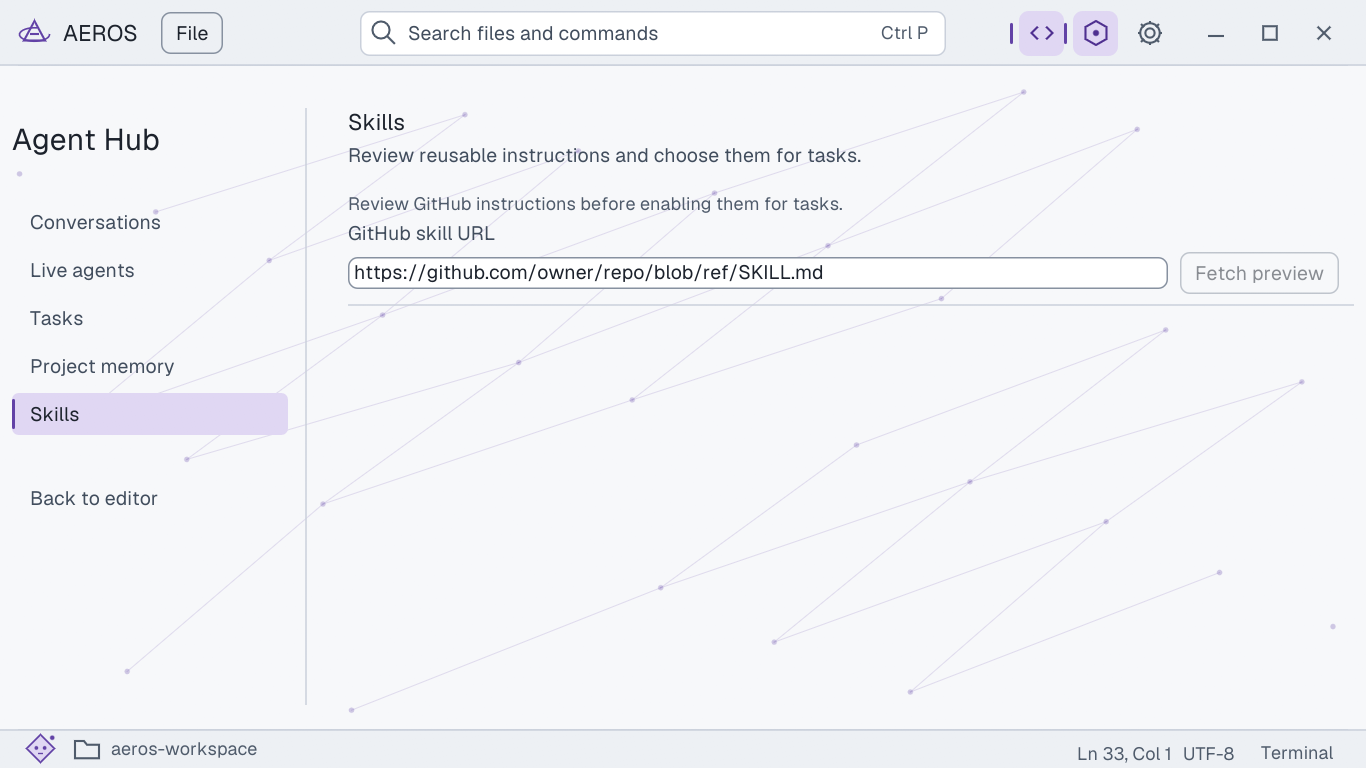 AEROS
File
Search files and commands
Ctrl P
Agent Hub
Conversations
Live agents
Tasks
Project memory
Skills
Back to editor
Skills
Review reusable instructions and choose them for tasks.
Review GitHub instructions before enabling them for tasks.
GitHub skill URL
https://github.com/owner/repo/blob/ref/SKILL.md
Fetch preview
aeros-workspace
Ln 33, Col 1
UTF-8
Terminal